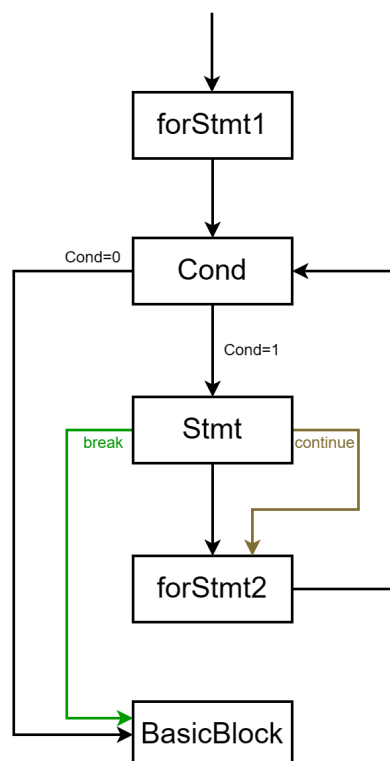 forStmt1
Cond=0
Cond
Cond=1
Stmt
break
continue
forStmt2
BasicBlock